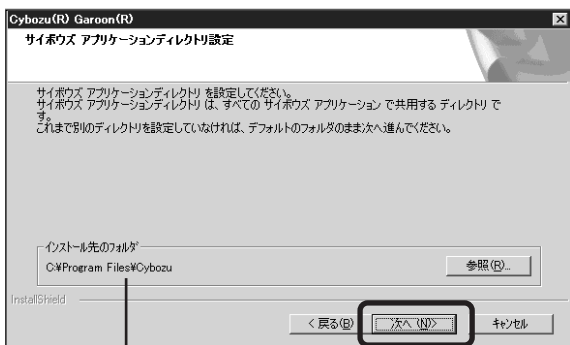 Cybozu(R) Garoon(R)
サイボウズ アプリケーションディレクトリ設定
サイボウズ アプリケーションディレクトリ を設定してください。
サイボウズ アプリケーションディレクトリ は、すべての サイボウズ アプリケーション で共用する ディレクトリ で
す。
これまで別のディレクトリを設定していなければ、デフォルトのフォルダのまま次へ進んでください。
インストール先のフォルダ
C:¥Program Files¥Cybozu
参照(R)...
InstallShield
< 戻る(B)
次へ (N)>
キャンセル